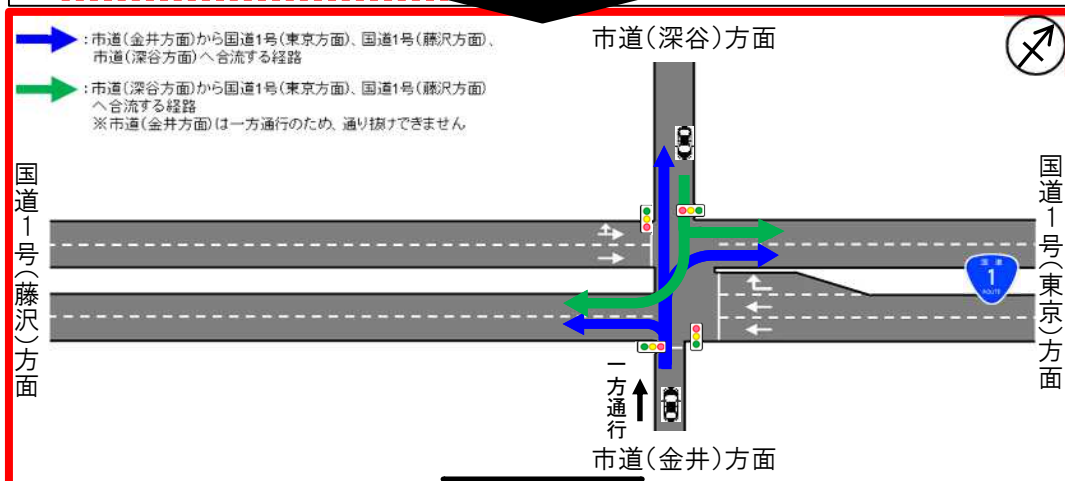 :市道(金井方面)から国道1号(東京方面)、国道1号(藤沢方面)、
市道(深谷方面)へ合流する経路
:市道(深谷方面)から国道1号(東京方面)、国道1号(藤沢方面)
へ合流する経路
※市道(金井方面)は一方通行のため、通り抜けできません
市道(深谷)方面
国道1号(藤沢)方面
国道1号(東京)方面
国道
1
ROUTE
一方通行
市道(金井)方面